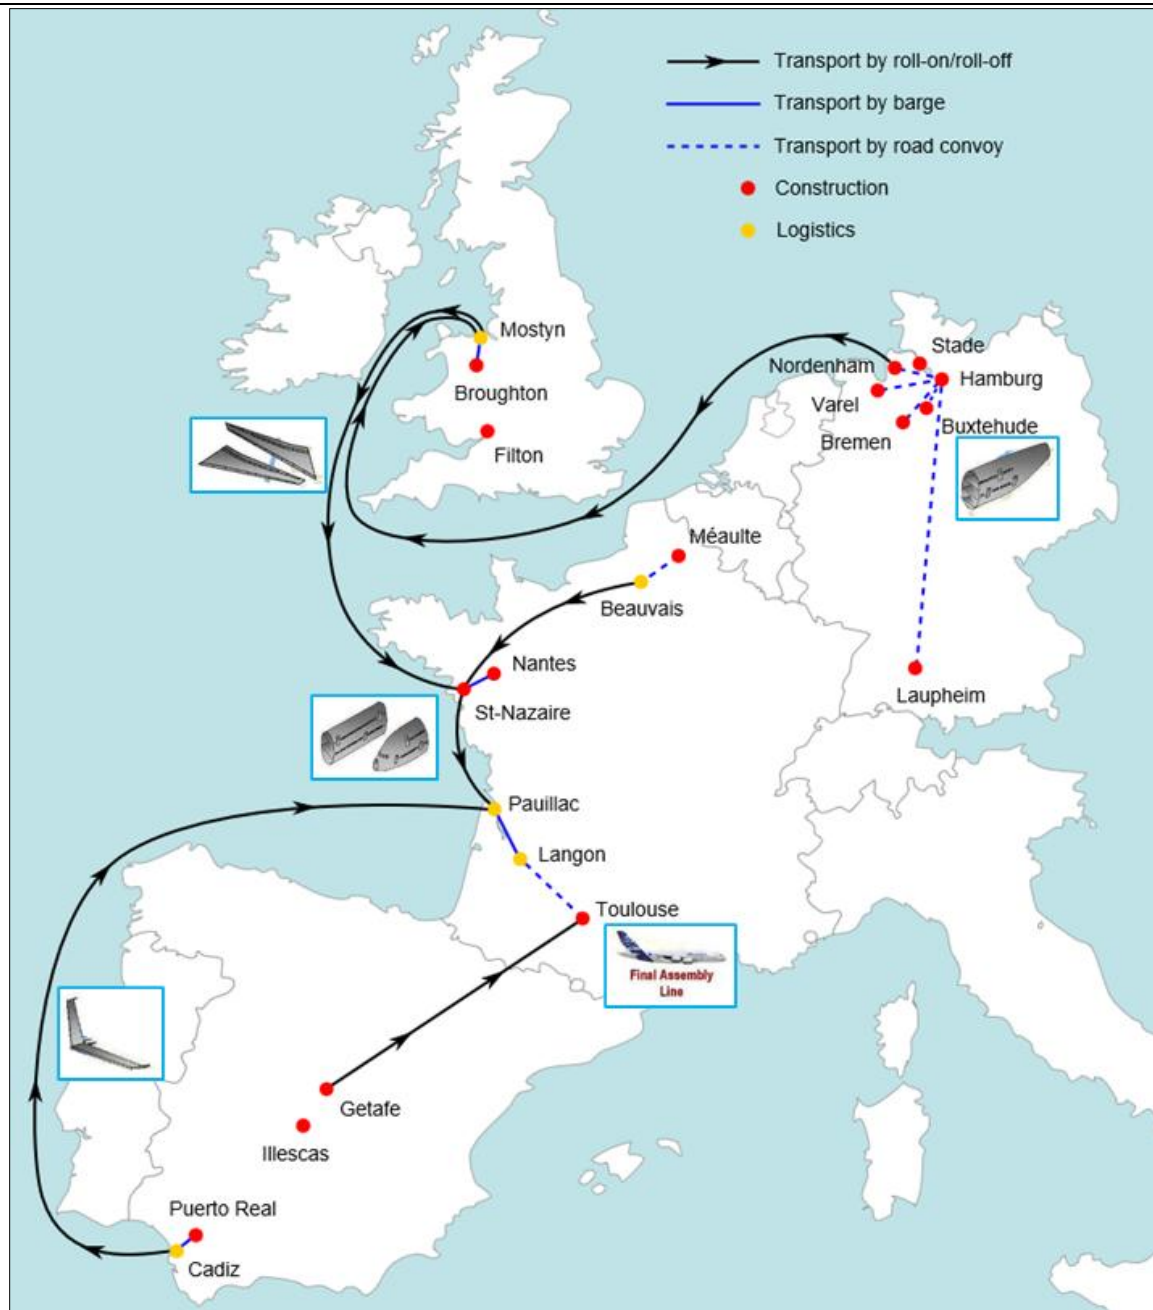 Transport by roll-on/roll-off
Transport by barge
Transport by road convoy
Construction
Logistics
Mostyn
Broughton
Filton
Stade
Nordenham
Hamburg
Varel
Buxtehude
Bremen
Méaulte
Beauvais
Nantes
St-Nazaire
Laupheim
Pauillac
Langon
Toulouse
Final Assembly
Line
Getafe
Illescas
Puerto Real
Cadiz